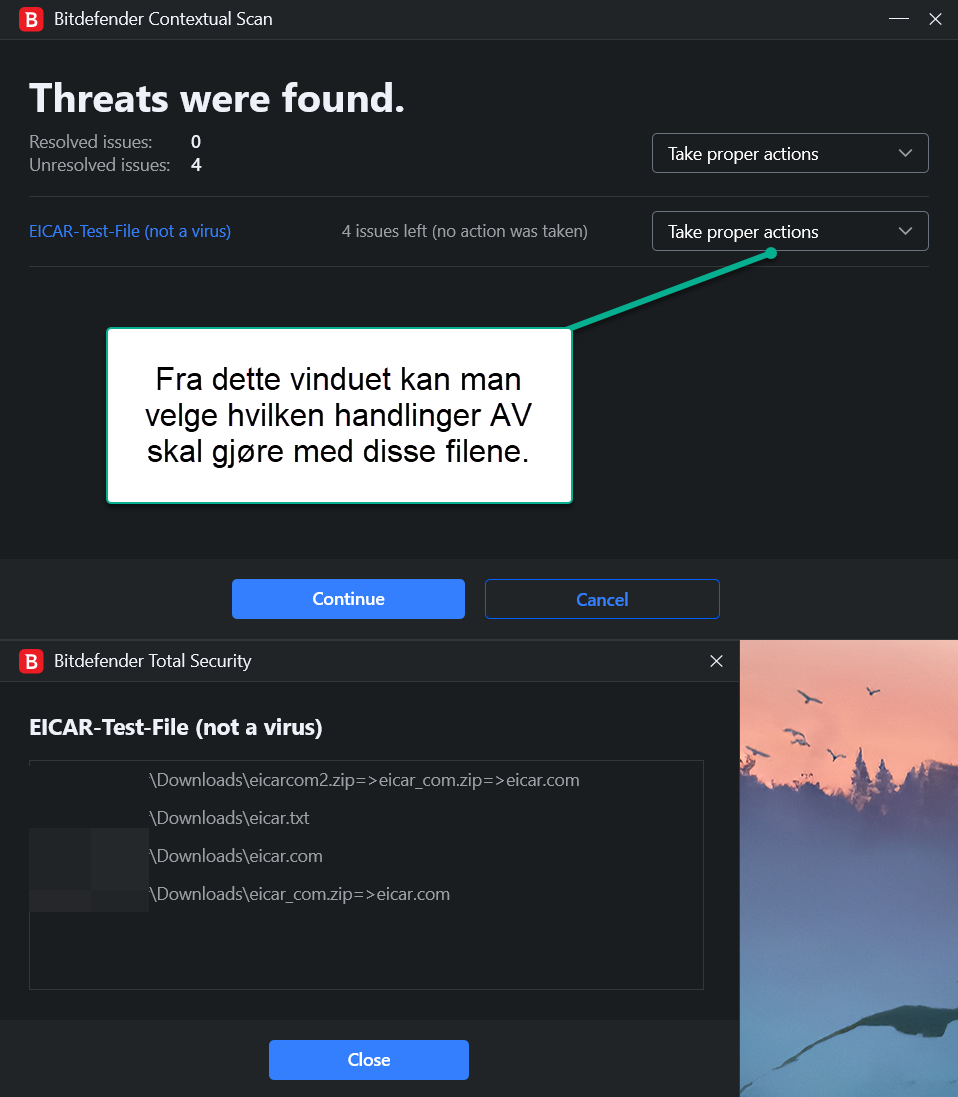 B Bitdefender Contextual Scan
Threats were found.
Resolved issues: 0
Unresolved issues: 4
Take proper actions
EICAR-Test-File (not a virus) 4 issues left (no action was taken) Take proper actions
Fra dette vinduet kan man
velge hvilken handlinger AV
skal gjøre med disse filene.
Continue Cancel
B Bitdefender Total Security
EICAR-Test-File (not a virus)
\Downloads\eicarcom2.zip=>eicar_com.zip=>eicar.com
\Downloads\eicar.txt
\Downloads\eicar.com
\Downloads\eicar_com.zip=>eicar.com
Close